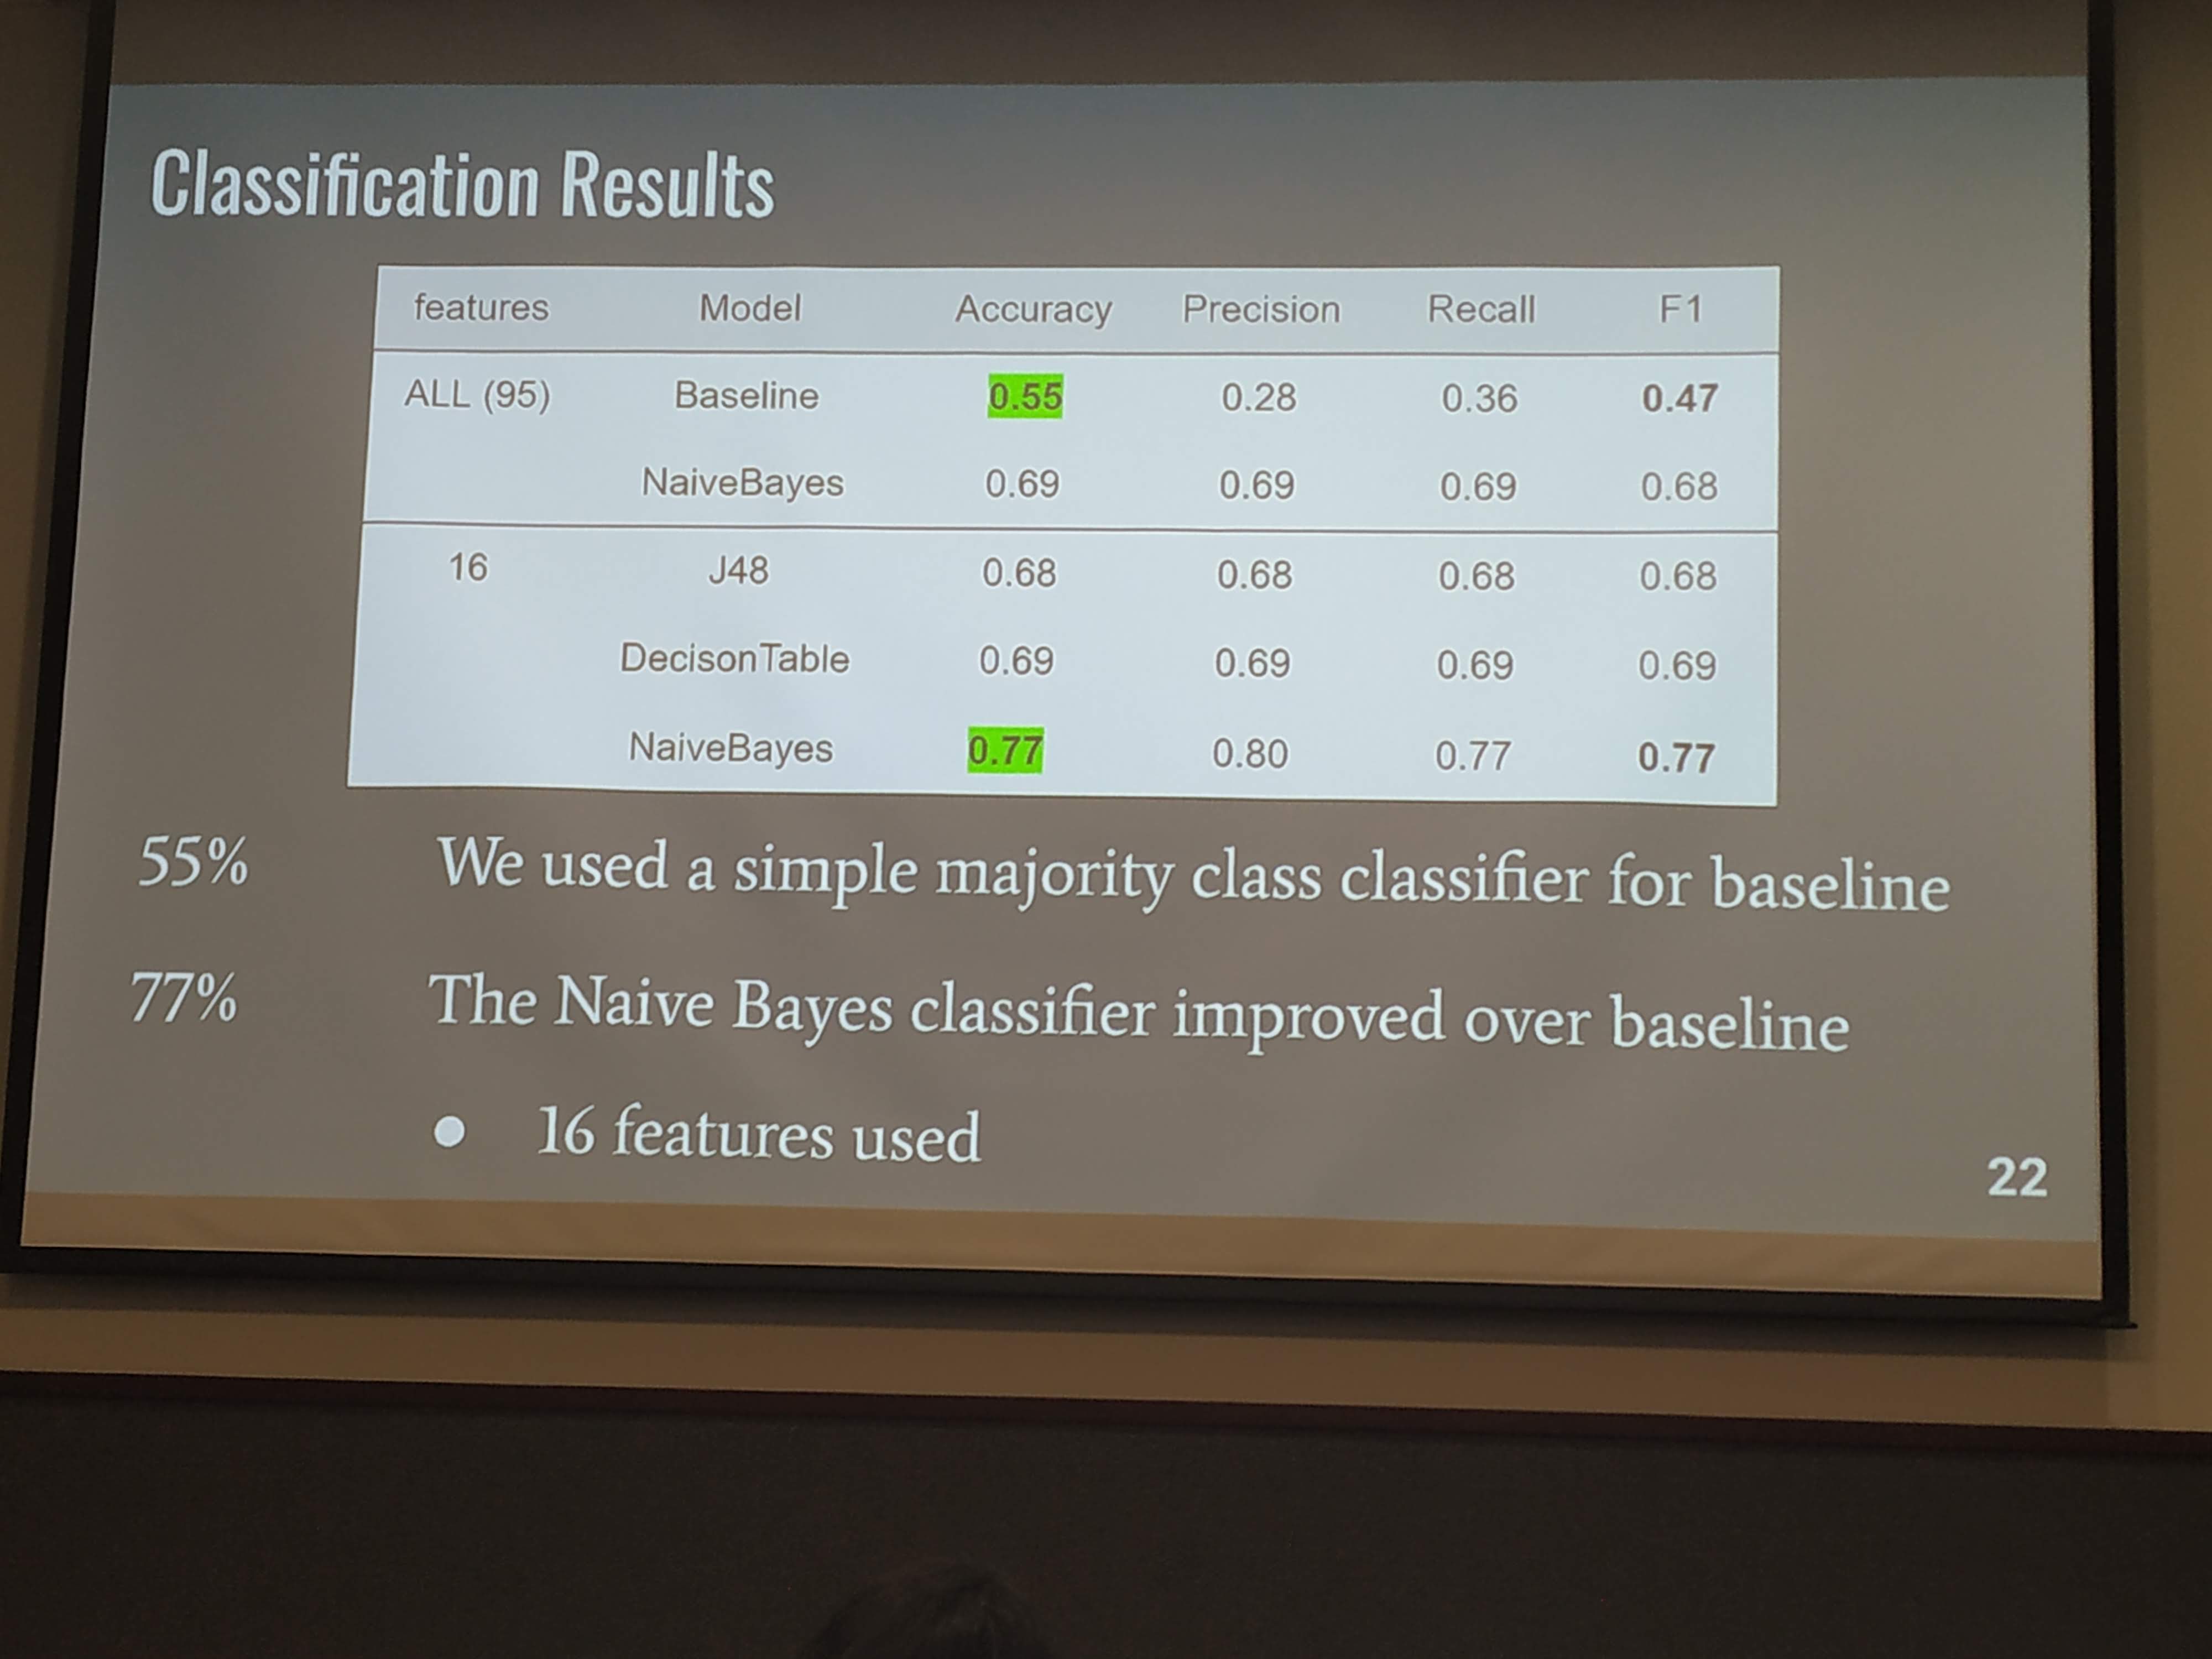 Classification Results
features Model Accuracy Precision Recall F1
ALL (95) Baseline 0.55 0.28 0.36 0.47
NaiveBayes 0.69 0.69 0.69 0.68
16 J48 0.68 0.68 0.68 0.68
DecisonTable 0.69 0.69 0.69 0.69
NaiveBayes 0.77 0.80 0.77 0.77
55% We used a simple majority class classifier for baseline
77% The Naive Bayes classifier improved over baseline
● 16 features used
22